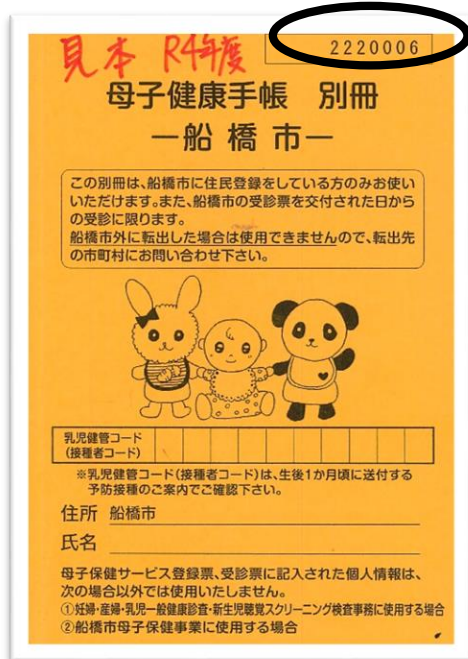 見本 R4年度
2220006
母子健康手帳 別冊
―船橋市―
この別冊は、船橋市に住民登録をしている方のみお使い
いただけます。また、船橋市の受診票を交付された日から
の受診に限ります。
船橋市外に転出した場合は使用できませんので、転出先
の市町村にお問い合わせ下さい。
乳児健管コード
(接種者コード)
※乳児健管コード(接種者コード)は、生後1か月頃に送付する
予防接種のご案内でご確認下さい。
住所 船橋市
氏名
母子保健サービス登録票、受診票に記入された個人情報は、
次の場合以外では使用いたしません。
①妊婦・産婦・乳児一般健康診査・新生児聴覚スクリーニング検査事務に使用する場合
②船橋市母子保健事業に使用する場合